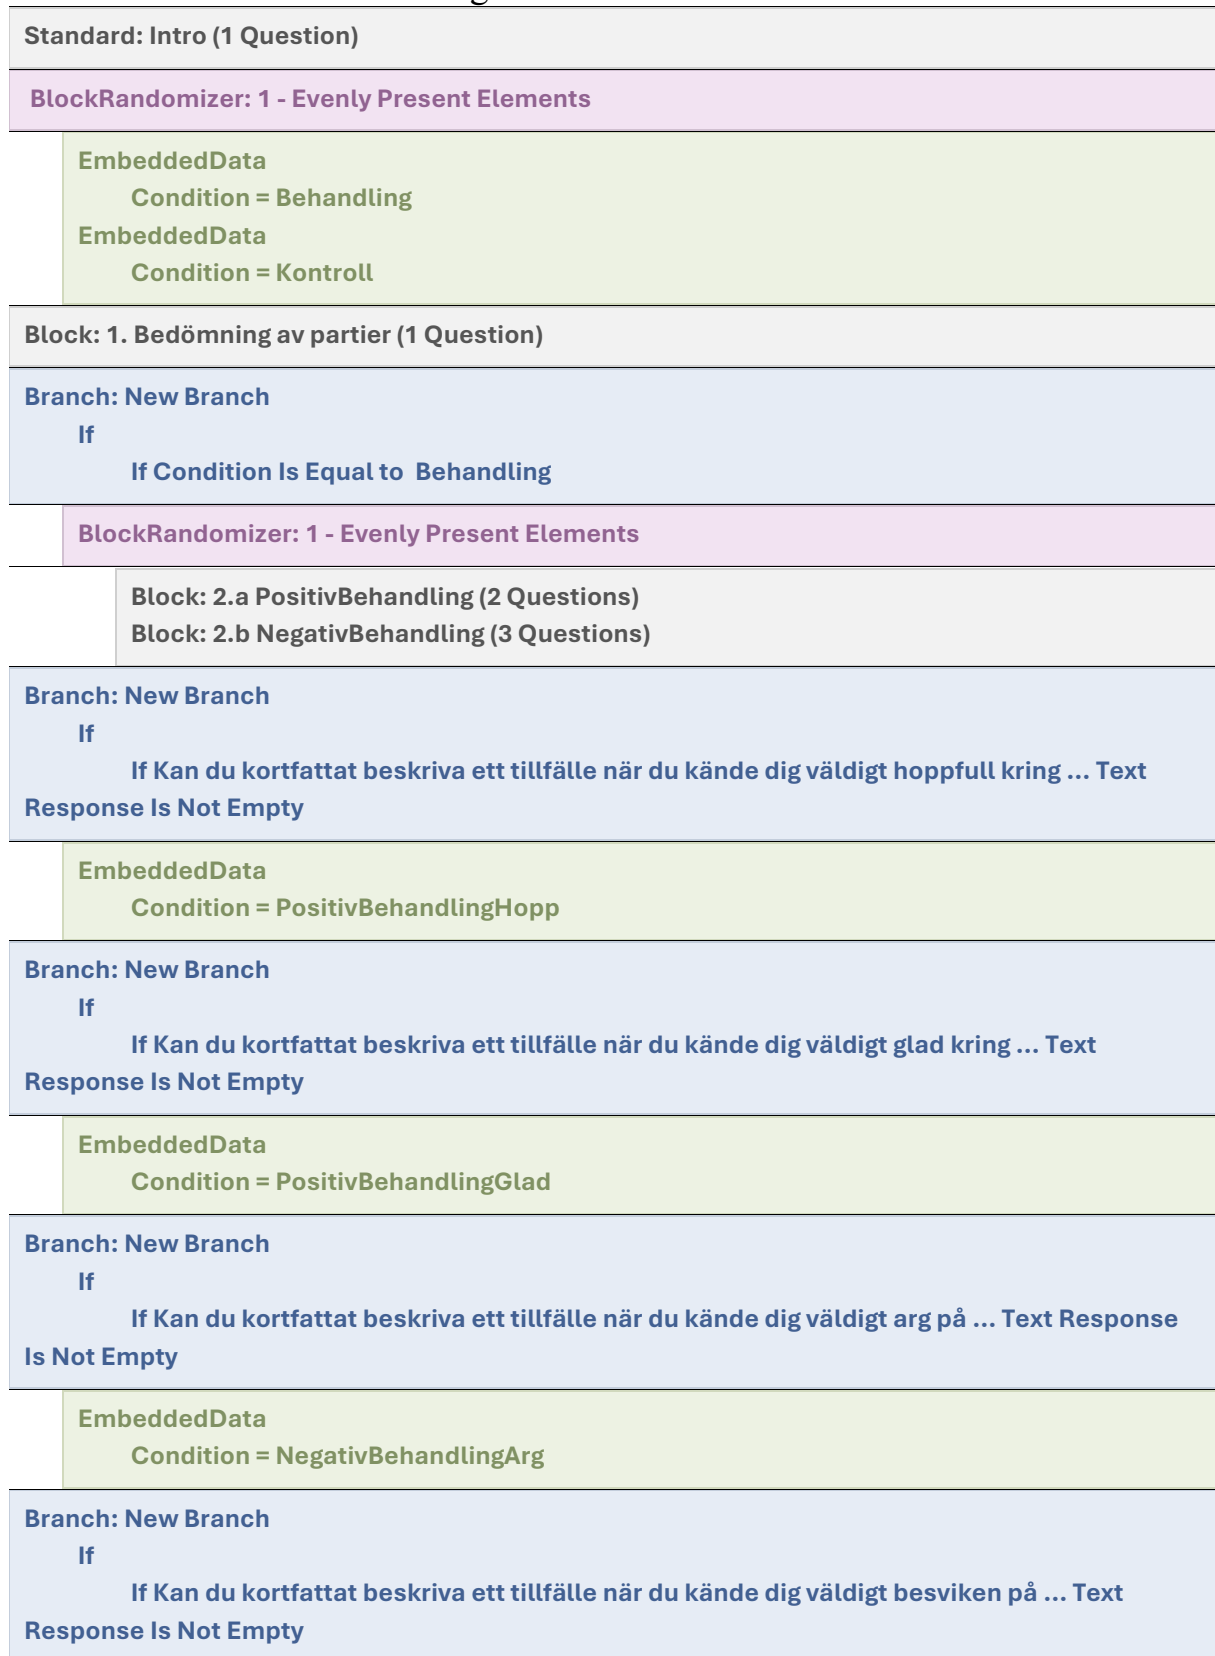 Standard: Intro (1 Question)
BlockRandomizer: 1 - Evenly Present Elements
EmbeddedData
Condition = Behandling
EmbeddedData
Condition = Kontroll
Block: 1. Bedömning av partier (1 Question)
Branch: New Branch
If
If Condition Is Equal to Behandling
BlockRandomizer: 1 - Evenly Present Elements
Block: 2.a PositivBehandling (2 Questions)
Block: 2.b NegativBehandling (3 Questions)
Branch: New Branch
If
If Kan du kortfattat beskriva ett tillfälle när du kände dig väldigt hoppfull kring ... Text
Response Is Not Empty
EmbeddedData
Condition = PositivBehandlingHopp
Branch: New Branch
If
If Kan du kortfattat beskriva ett tillfälle när du kände dig väldigt glad kring ... Text
Response Is Not Empty
EmbeddedData
Condition = PositivBehandlingGlad
Branch: New Branch
If
If Kan du kortfattat beskriva ett tillfälle när du kände dig väldigt arg på ... Text Response
Is Not Empty
EmbeddedData
Condition = NegativBehandlingArg
Branch: New Branch
If
If Kan du kortfattat beskriva ett tillfälle när du kände dig väldigt besviken på ... Text
Response Is Not Empty